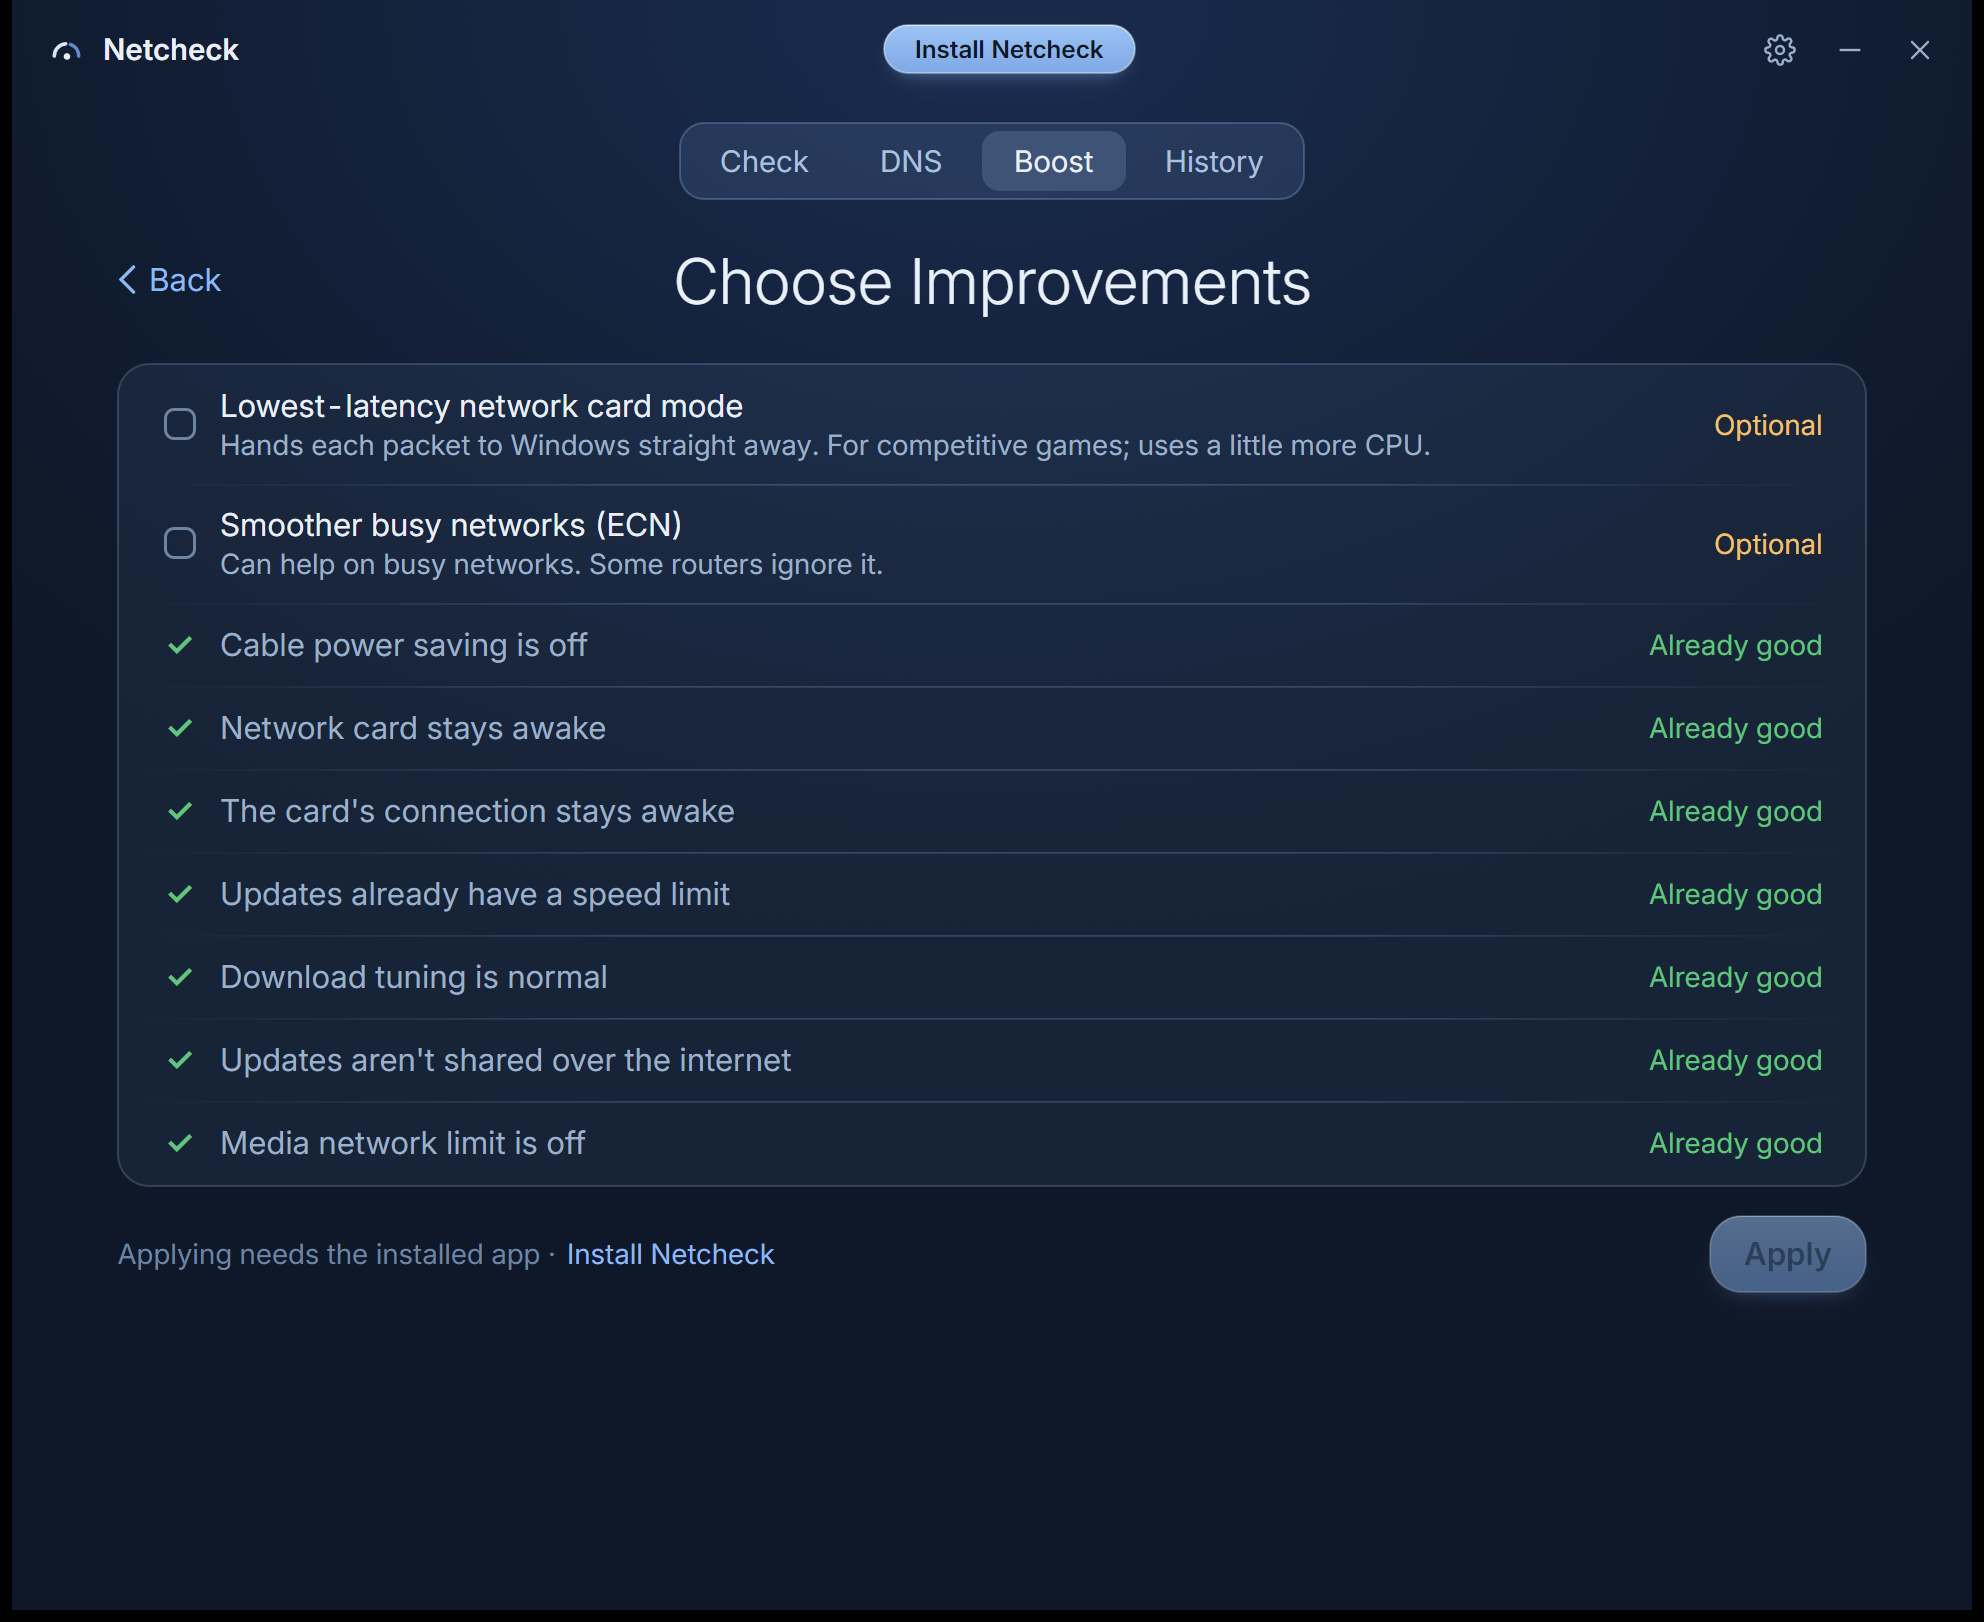 Netcheck
Install Netcheck
Check
DNS
Boost
History
Back
Choose Improvements
Lowest-latency network card mode
Hands each packet to Windows straight away. For competitive games; uses a little more CPU.
Optional
Smoother busy networks (ECN)
Can help on busy networks. Some routers ignore it.
Optional
Cable power saving is off
Already good
Network card stays awake
Already good
The card's connection stays awake
Already good
Updates already have a speed limit
Already good
Download tuning is normal
Already good
Updates aren't shared over the internet
Already good
Media network limit is off
Already good
Applying needs the installed app · Install Netcheck
Apply